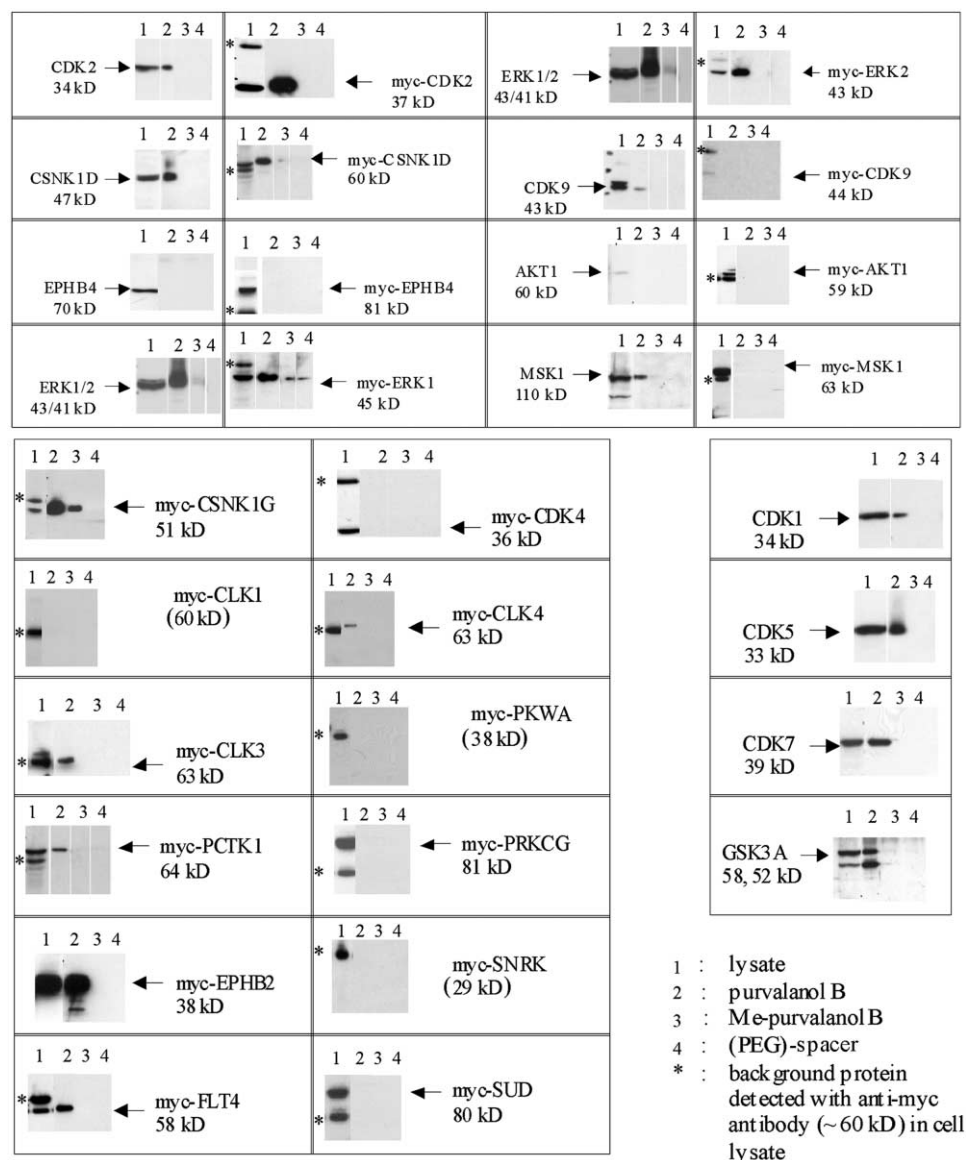 1 2 3 4
CDK2
34 kD
1 2 3 4
*
myc-CDK2
37 kD
1 2 3 4
ERK1/2
43/41 kD
1 2 3 4
*
myc-ERK2
43 kD
1 2 3 4
CSNK1D
47 kD
1 2 3 4
*
myc-CSNK1D
60 kD
1 2 3 4
CDK9
43 kD
1 2 3 4
*
myc-CDK9
44 kD
1 2 3 4
EPHB4
70 kD
1 2 3 4
*
myc-EPHB4
81 kD
1 2 3 4
AKT1
60 kD
1 2 3 4
*
myc-AKT1
59 kD
1 2 3 4
ERK1/2
43/41 kD
1 2 3 4
*
myc-ERK1
45 kD
1 2 3 4
MSK1
110 kD
1 2 3 4
*
myc-MSK1
63 kD
1 2 3 4
*
myc-CSNK1G
51 kD
1 2 3 4
*
myc-CDK4
36 kD
1 2 3 4
*
myc-CLK1
(60 kD)
1 2 3 4
*
myc-CLK4
63 kD
1 2 3 4
*
myc-CLK3
63 kD
1 2 3 4
*
myc-PKWA
(38 kD)
1 2 3 4
*
myc-PCTK1
64 kD
1 2 3 4
*
myc-PRKCG
81 kD
1 2 3 4
myc-EPHB2
38 kD
1 2 3 4
*
myc-SNRK
(29 kD)
1 2 3 4
*
myc-FLT4
58 kD
1 2 3 4
*
myc-SUD
80 kD
1 2 3 4
CDK1
34 kD
1 2 3 4
CDK5
33 kD
1 2 3 4
CDK7
39 kD
1 2 3 4
GSK3A
58, 52 kD
1 : lysate
2 : purvalanol B
3 : Me-purvalanol B
4 : (PEG)-spacer
* : background protein
detected with anti-myc
antibody (~60 kD) in cell
lysate